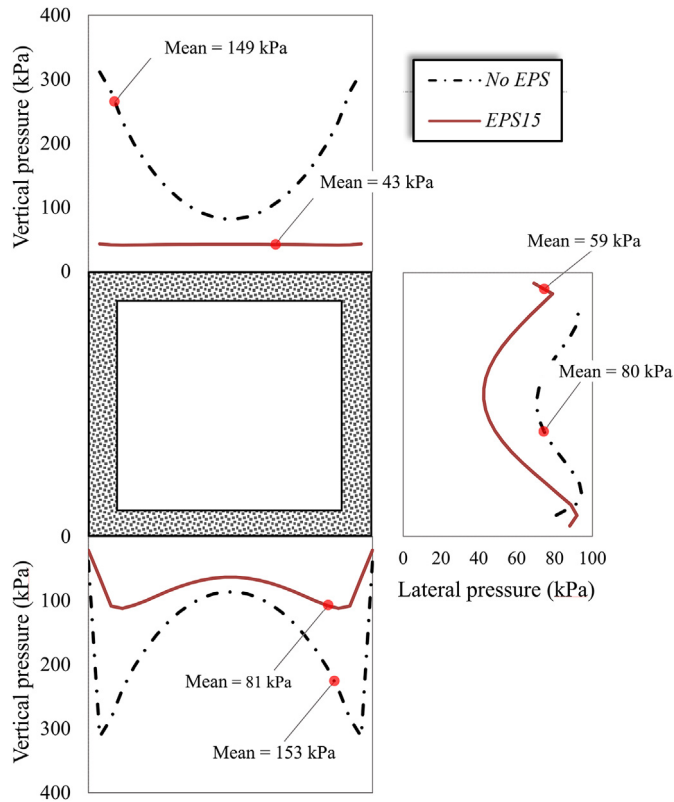 400
Mean = 149 kPa
300
200
100
0
Vertical pressure (kPa)
No EPS
EPS15
Mean = 43 kPa
Mean = 59 kPa
Mean = 80 kPa
0 20 40 60 80 100
Lateral pressure (kPa)
0
100
200
300
400
Vertical pressure (kPa)
Mean = 81 kPa
Mean = 153 kPa